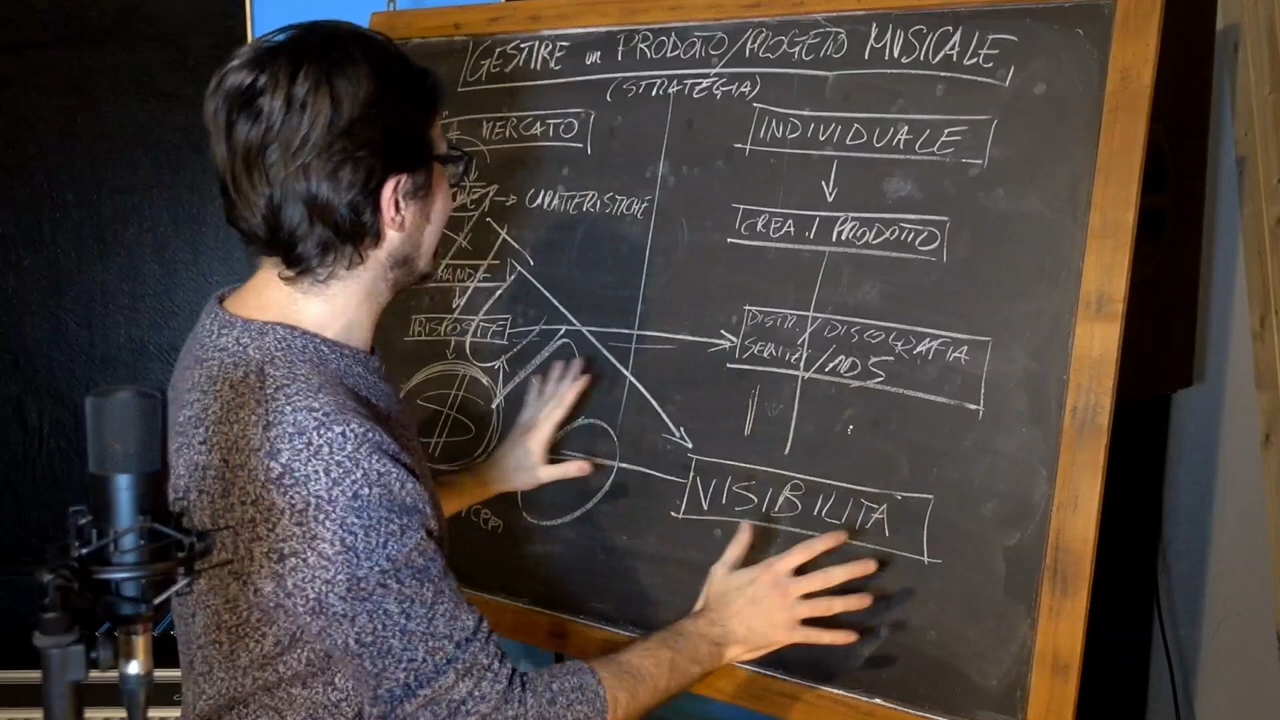 GESTIRE un PRODOTTO/PROGETTO MUSICALE
(STRATEGIA)
MERCATO
→ CARATTERISTICHE
RISPOSTE
$
INDIVIDUALE
CREA il PRODOTTO
DISTR. / DISCOGRAFIA
SERVIZI / ADS
VISIBILITA